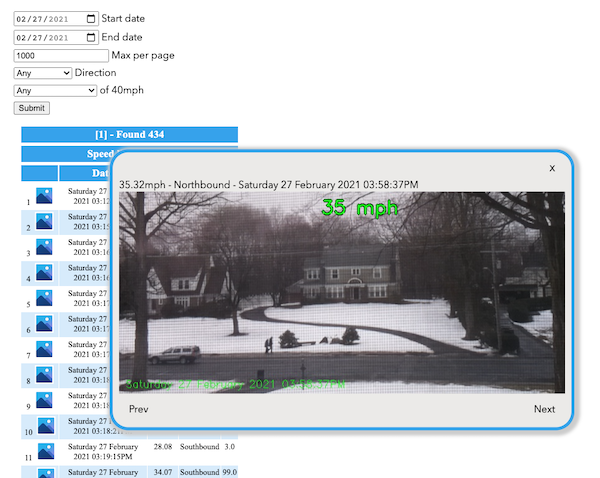 02/27/2021 Start date
02/27/2021 End date
1000 Max per page
Any Direction
Any of 40mph
Submit
[1] - Found 434
Speed
x
35.32mph - Northbound - Saturday 27 February 2021 03:58:37PM
35 mph
Saturday 27 February 2021 03:58:37PM
Prev
Next
1 Saturday 27
2021 03:12
2 Saturday 27
2021 03:1
3 Saturday 27
2021 03:16
4 Saturday 27
2021 03:16
5 Saturday 27
2021 03:17
6 Saturday 27
2021 03:17
7 Saturday 27
2021 03:17
8 Saturday 27
2021 03:18
9 Saturday 27
2021 03:18
10 Saturday 27
2021 03:18:21
11 Saturday 27 February 28.08 Southbound 3.0
2021 03:19:15PM
Saturday 27 February 34.07 Southbound 99.0